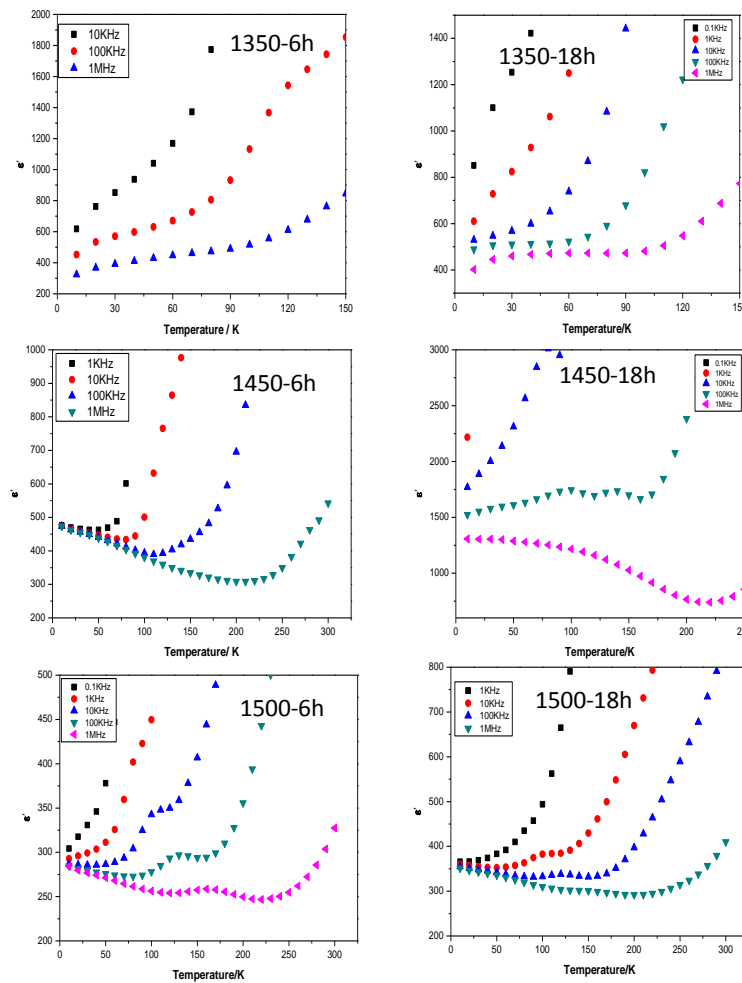 2000
1800
1600
1400
1200
1000
800
600
400
200
ε'
10KHz
100KHz
1MHz
1350-6h
0 30 60 90 120 150
Temperature / K
1400
1200
1000
800
600
400
ε'
0.1KHz
1KHz
10KHz
100KHz
1MHz
1350-18h
0 30 60 90 120 150
Temperature/K
1000
900
800
700
600
500
400
300
200
ε'
1KHz
10KHz
100KHz
1MHz
1450-6h
0 50 100 150 200 250 300
Temperature/ K
3000
2500
2000
1500
1000
ε'
0.1KHz
1KHz
10KHz
100KHz
1MHz
1450-18h
0 50 100 150 200
Temperature/ K
500
450
400
350
300
250
200
ε'
0.1KHz
1KHz
10KHz
100KHz
1MHz
1500-6h
0 50 100 150 200 250 300
Temperature/K
800
700
600
500
400
300
200
ε'
1KHz
10KHz
100KHz
1MHz
1500-18h
0 50 100 150 200 250 300
Temperature/K